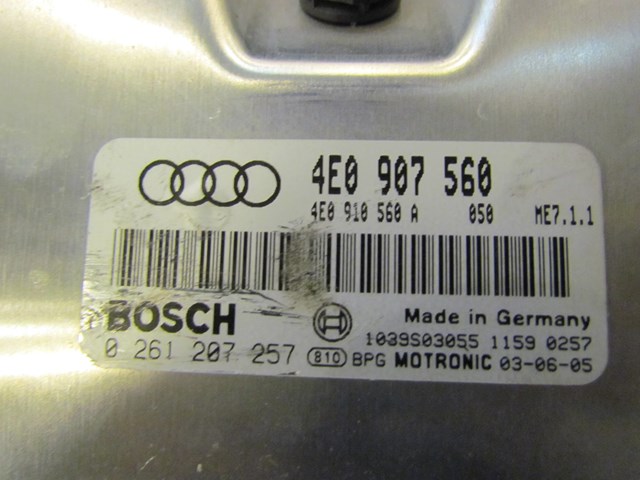 4E0 907 560
4E0 910 560 A 050 ME7.1.1
BOSCH
Made in Germany
0 261 207 257
1039S03055 1159 0257
810 BPG MOTRONIC 03-06-05